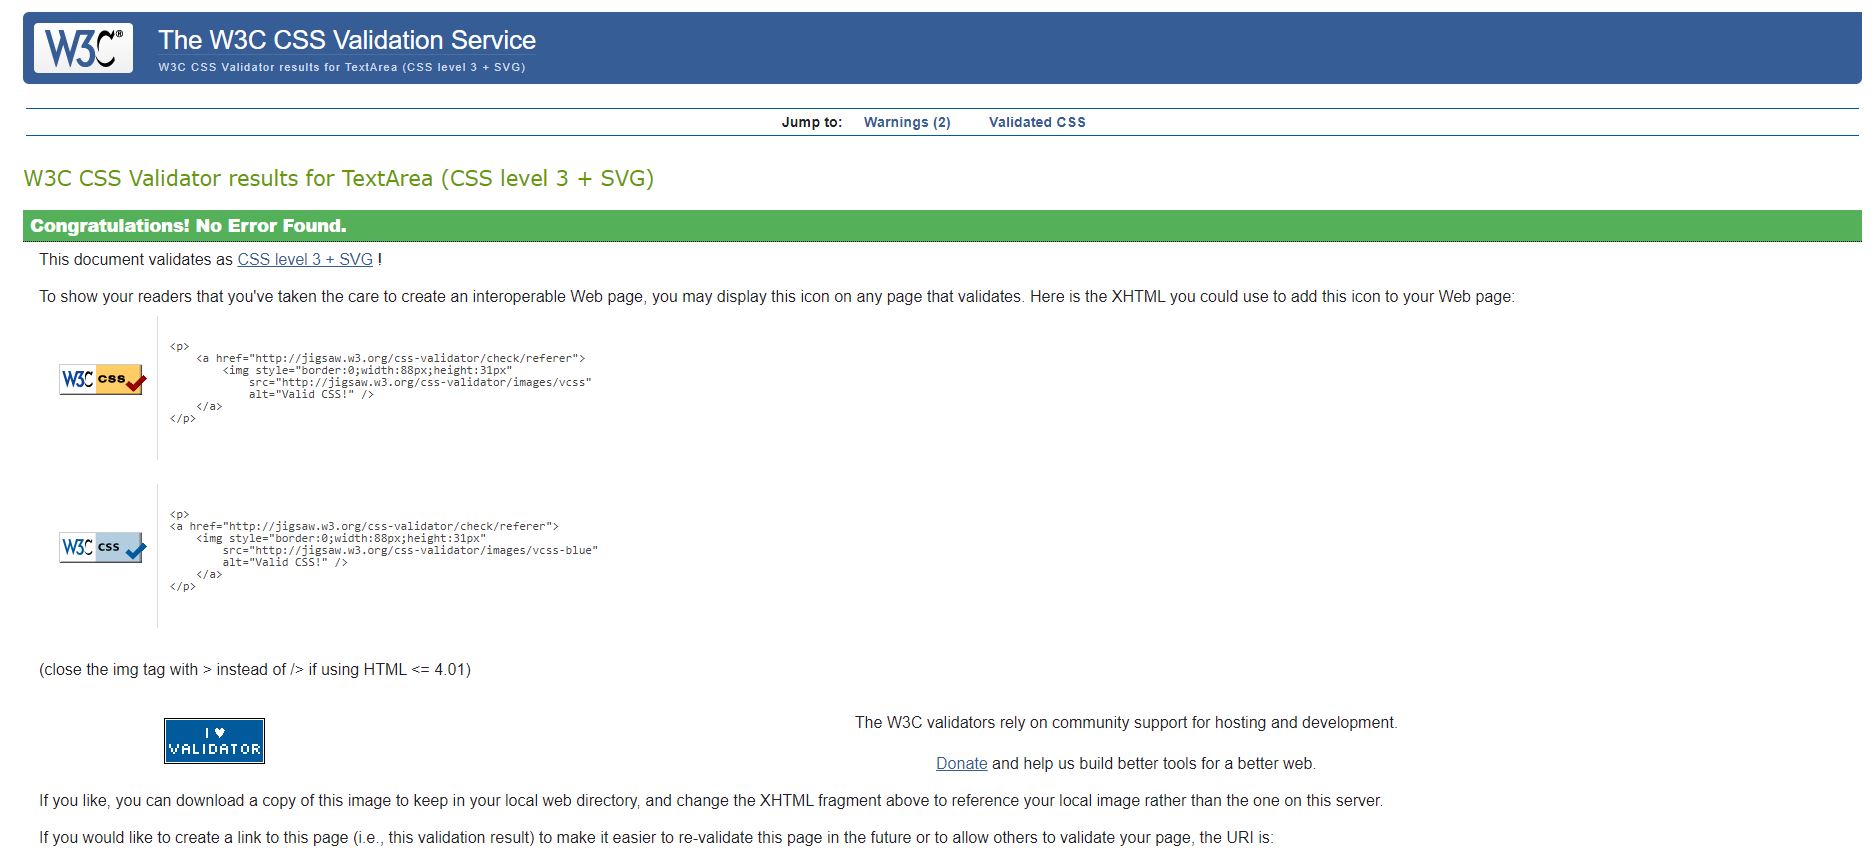 W3C®
The W3C CSS Validation Service
W3C CSS Validator results for TextArea (CSS level 3 + SVG)
Jump to: Warnings (2) Validated CSS
W3C CSS Validator results for TextArea (CSS level 3 + SVG)
Congratulations! No Error Found.
This document validates as CSS level 3 + SVG !
To show your readers that you've taken the care to create an interoperable Web page, you may display this icon on any page that validates. Here is the XHTML you could use to add this icon to your Web page:
W3C css
<p>
<a href="http://jigsaw.w3.org/css-validator/check/referer">
<img style="border:0;width:88px;height:31px"
src="http://jigsaw.w3.org/css-validator/images/vcss"
alt="Valid CSS!" />
</a>
</p>
W3C css
<p>
<a href="http://jigsaw.w3.org/css-validator/check/referer">
<img style="border:0;width:88px;height:31px"
src="http://jigsaw.w3.org/css-validator/images/vcss-blue"
alt="Valid CSS!" />
</a>
</p>
(close the img tag with > instead of /> if using HTML <= 4.01)
I ♥
VALIDATOR
The W3C validators rely on community support for hosting and development.
Donate and help us build better tools for a better web.
If you like, you can download a copy of this image to keep in your local web directory, and change the XHTML fragment above to reference your local image rather than the one on this server.
If you would like to create a link to this page (i.e., this validation result) to make it easier to re-validate this page in the future or to allow others to validate your page, the URI is: